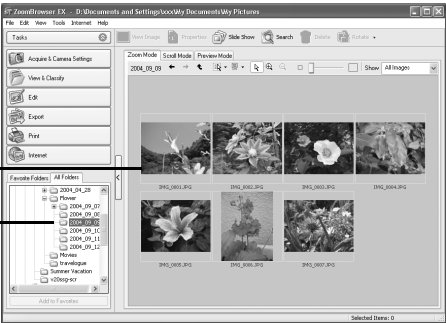 ZoomBrowser EX - D:\Documents and Settings\xxx\My Documents\My Pictures
File Edit View Tools Internet Help
Tasks
View Image Properties Slide Show Search Delete Rotate
Acquire & Camera Settings
View & Classify
Edit
Export
Print
Internet
Zoom Mode Scroll Mode Preview Mode
2004_09_09 Show All Images
IMG_0001.JPG IMG_0002.JPG IMG_0003.JPG IMG_0004.JPG
IMG_0005.JPG IMG_0006.JPG IMG_0007.JPG
Favorite Folders All Folders
2004_04_28
Flower
2004_09_07
2004_09_08
2004_09_09
2004_09_10
2004_09_11
2004_09_12
Movies
travelogue
Summer Vacation
v20ssg-scr
Add to Favorites
Selected Items: 0